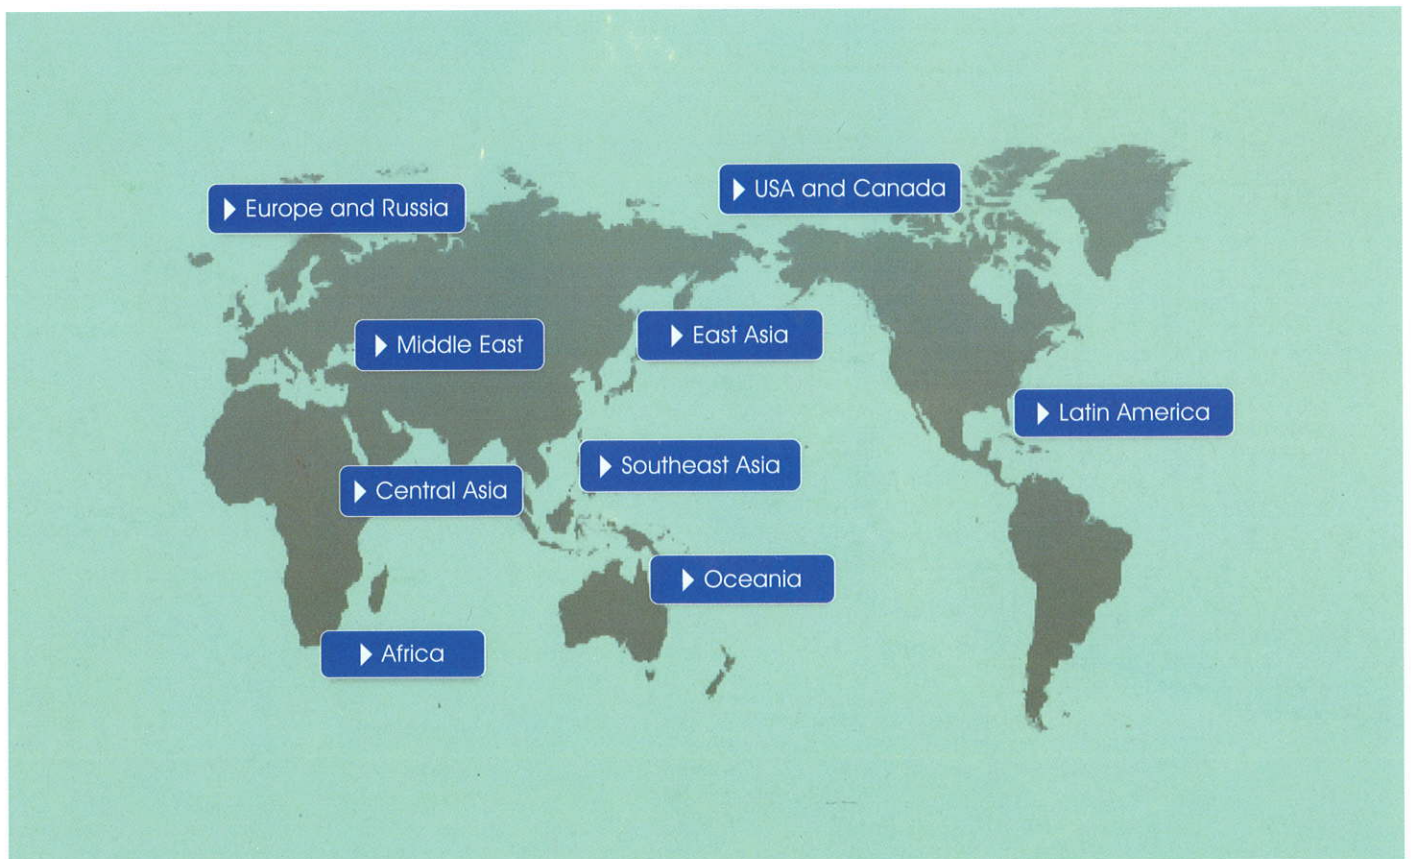 USA and Canada
Europe and Russia
East Asia
Middle East
Latin America
Southeast Asia
Central Asia
Oceania
Africa